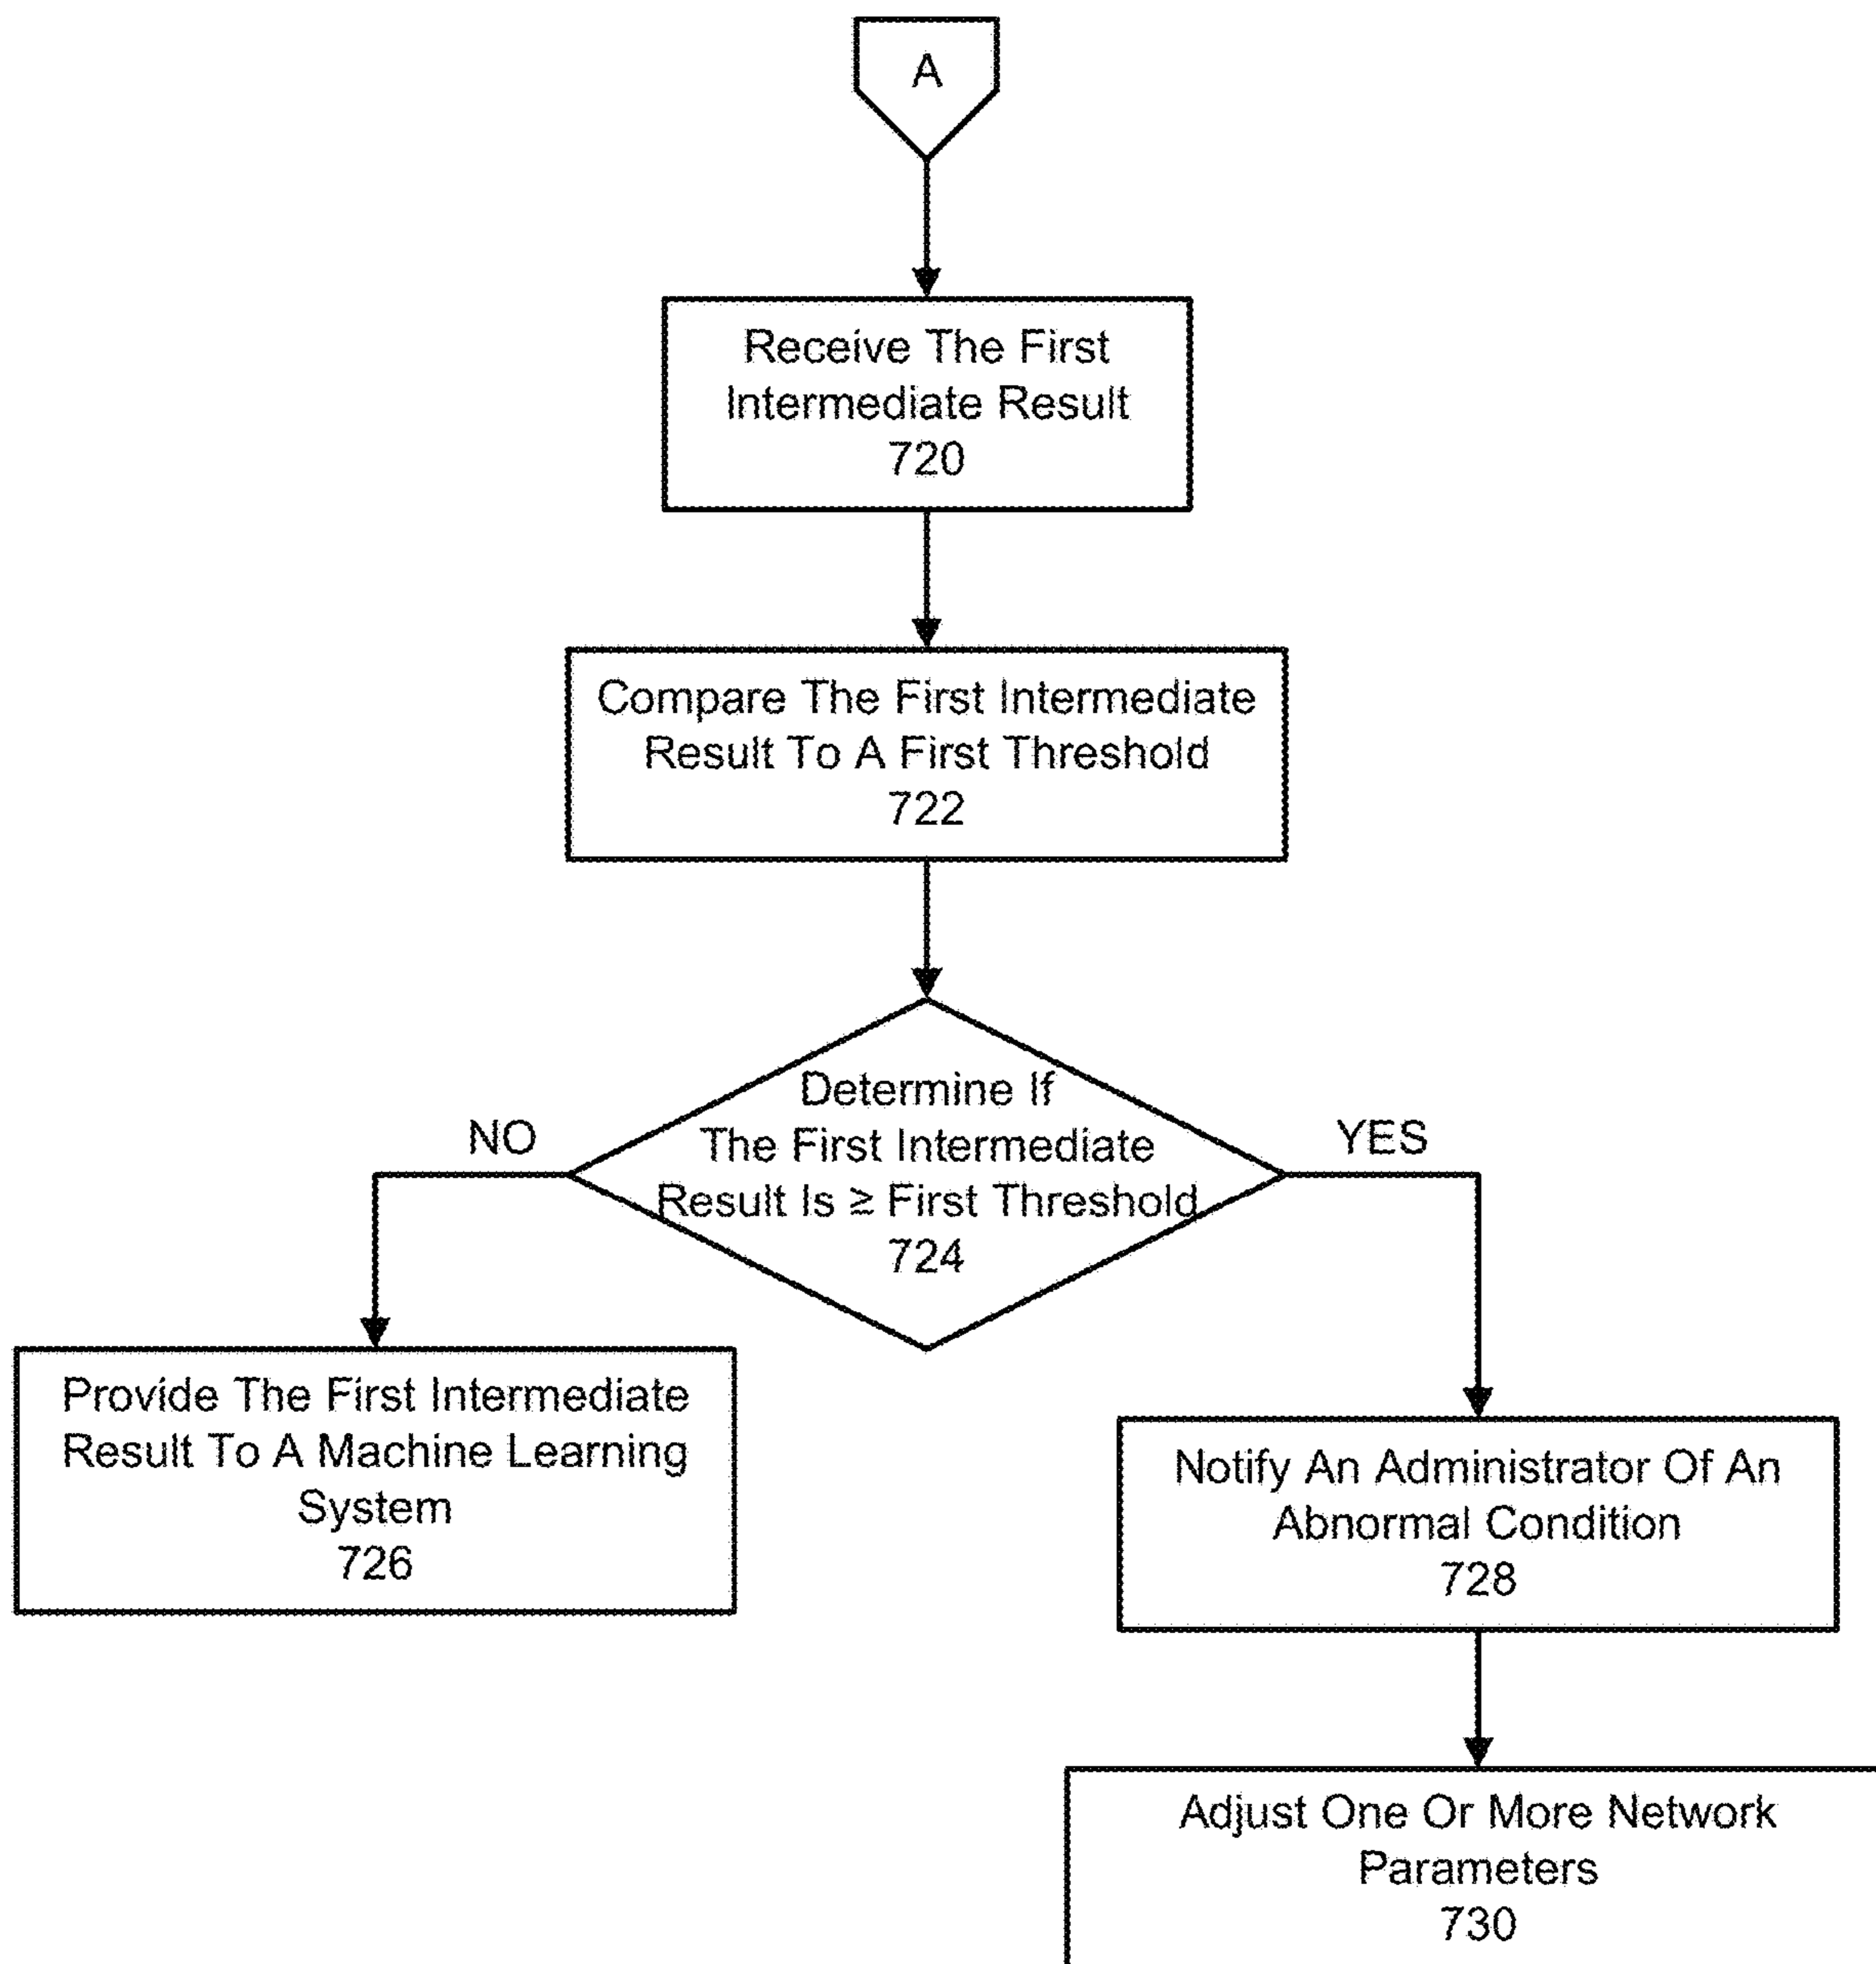 A
Receive The First
Intermediate Result
720
Compare The First Intermediate
Result To A First Threshold
722
Determine If
The First Intermediate
Result Is ≥ First Threshold
724
NO
YES
Provide The First Intermediate
Result To A Machine Learning
System
726
Notify An Administrator Of An
Abnormal Condition
728
Adjust One Or More Network
Parameters
730